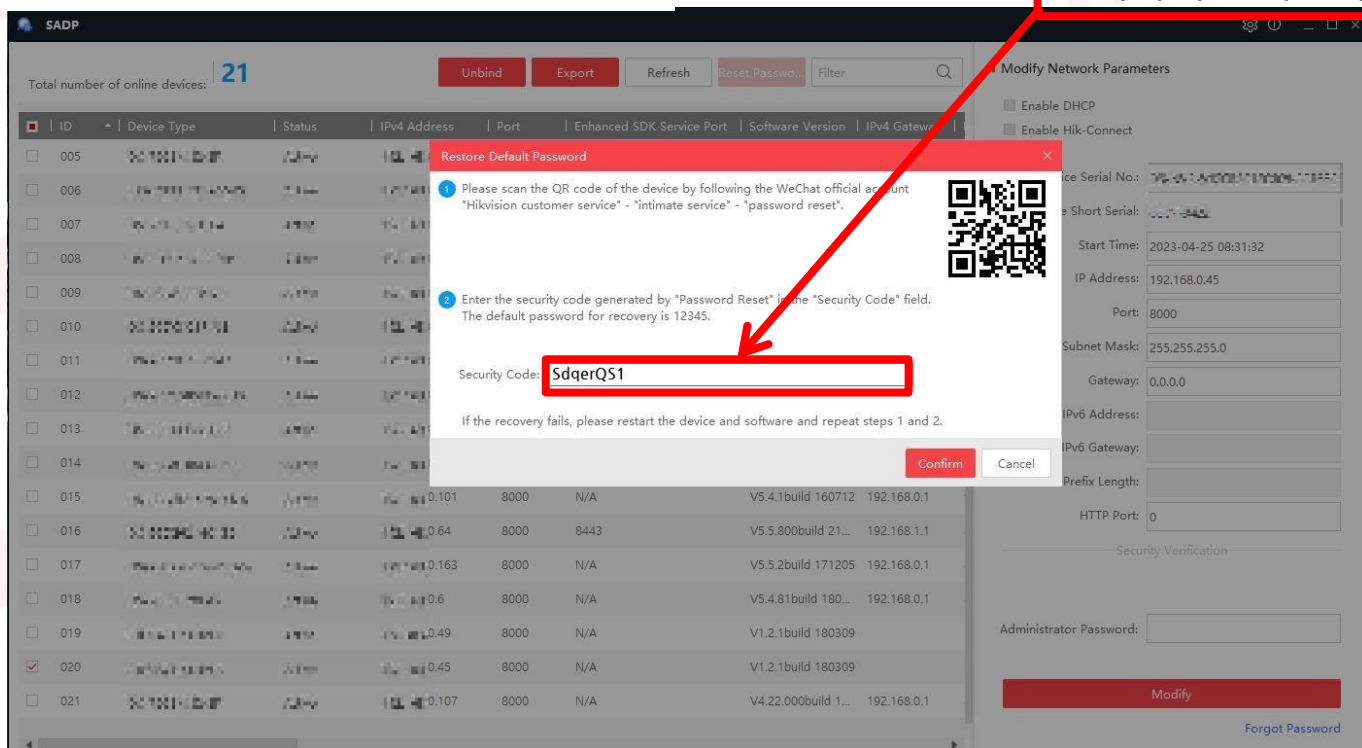 SADP
Total number of online devices: 21
Unbind
Export
Refresh
Reset Passwo...
Filter
ID
Device Type
Status
IPv4 Address
Port
Enhanced SDK Service Port
Software Version
IPv4 Gatewa
005
006
007
008
009
010
011
012
013
014
015 0.101 8000 N/A V5.4.1build 160712 192.168.0.1
016 0.64 8000 8443 V5.5.800build 21... 192.168.1.1
017 0.163 8000 N/A V5.5.2build 171205 192.168.0.1
018 0.6 8000 N/A V5.4.81build 180... 192.168.0.1
019 0.49 8000 N/A V1.2.1build 180309
020 0.45 8000 N/A V1.2.1build 180309
021 0.107 8000 N/A V4.22.000build 1... 192.168.0.1
Restore Default Password
1 Please scan the QR code of the device by following the WeChat official account
"Hikvision customer service" - "intimate service" - "password reset".
2 Enter the security code generated by "Password Reset" in the "Security Code" field.
The default password for recovery is 12345.
Security Code: SdqerQS1
If the recovery fails, please restart the device and software and repeat steps 1 and 2.
Confirm
Cancel
Modify Network Parameters
Enable DHCP
Enable Hik-Connect
ice Serial No.:
e Short Serial:
Start Time: 2023-04-25 08:31:32
IP Address: 192.168.0.45
Port: 8000
Subnet Mask: 255.255.255.0
Gateway: 0.0.0.0
IPv6 Address:
IPv6 Gateway:
Prefix Length:
HTTP Port: 0
Security Verification
Administrator Password:
Modify
Forgot Password